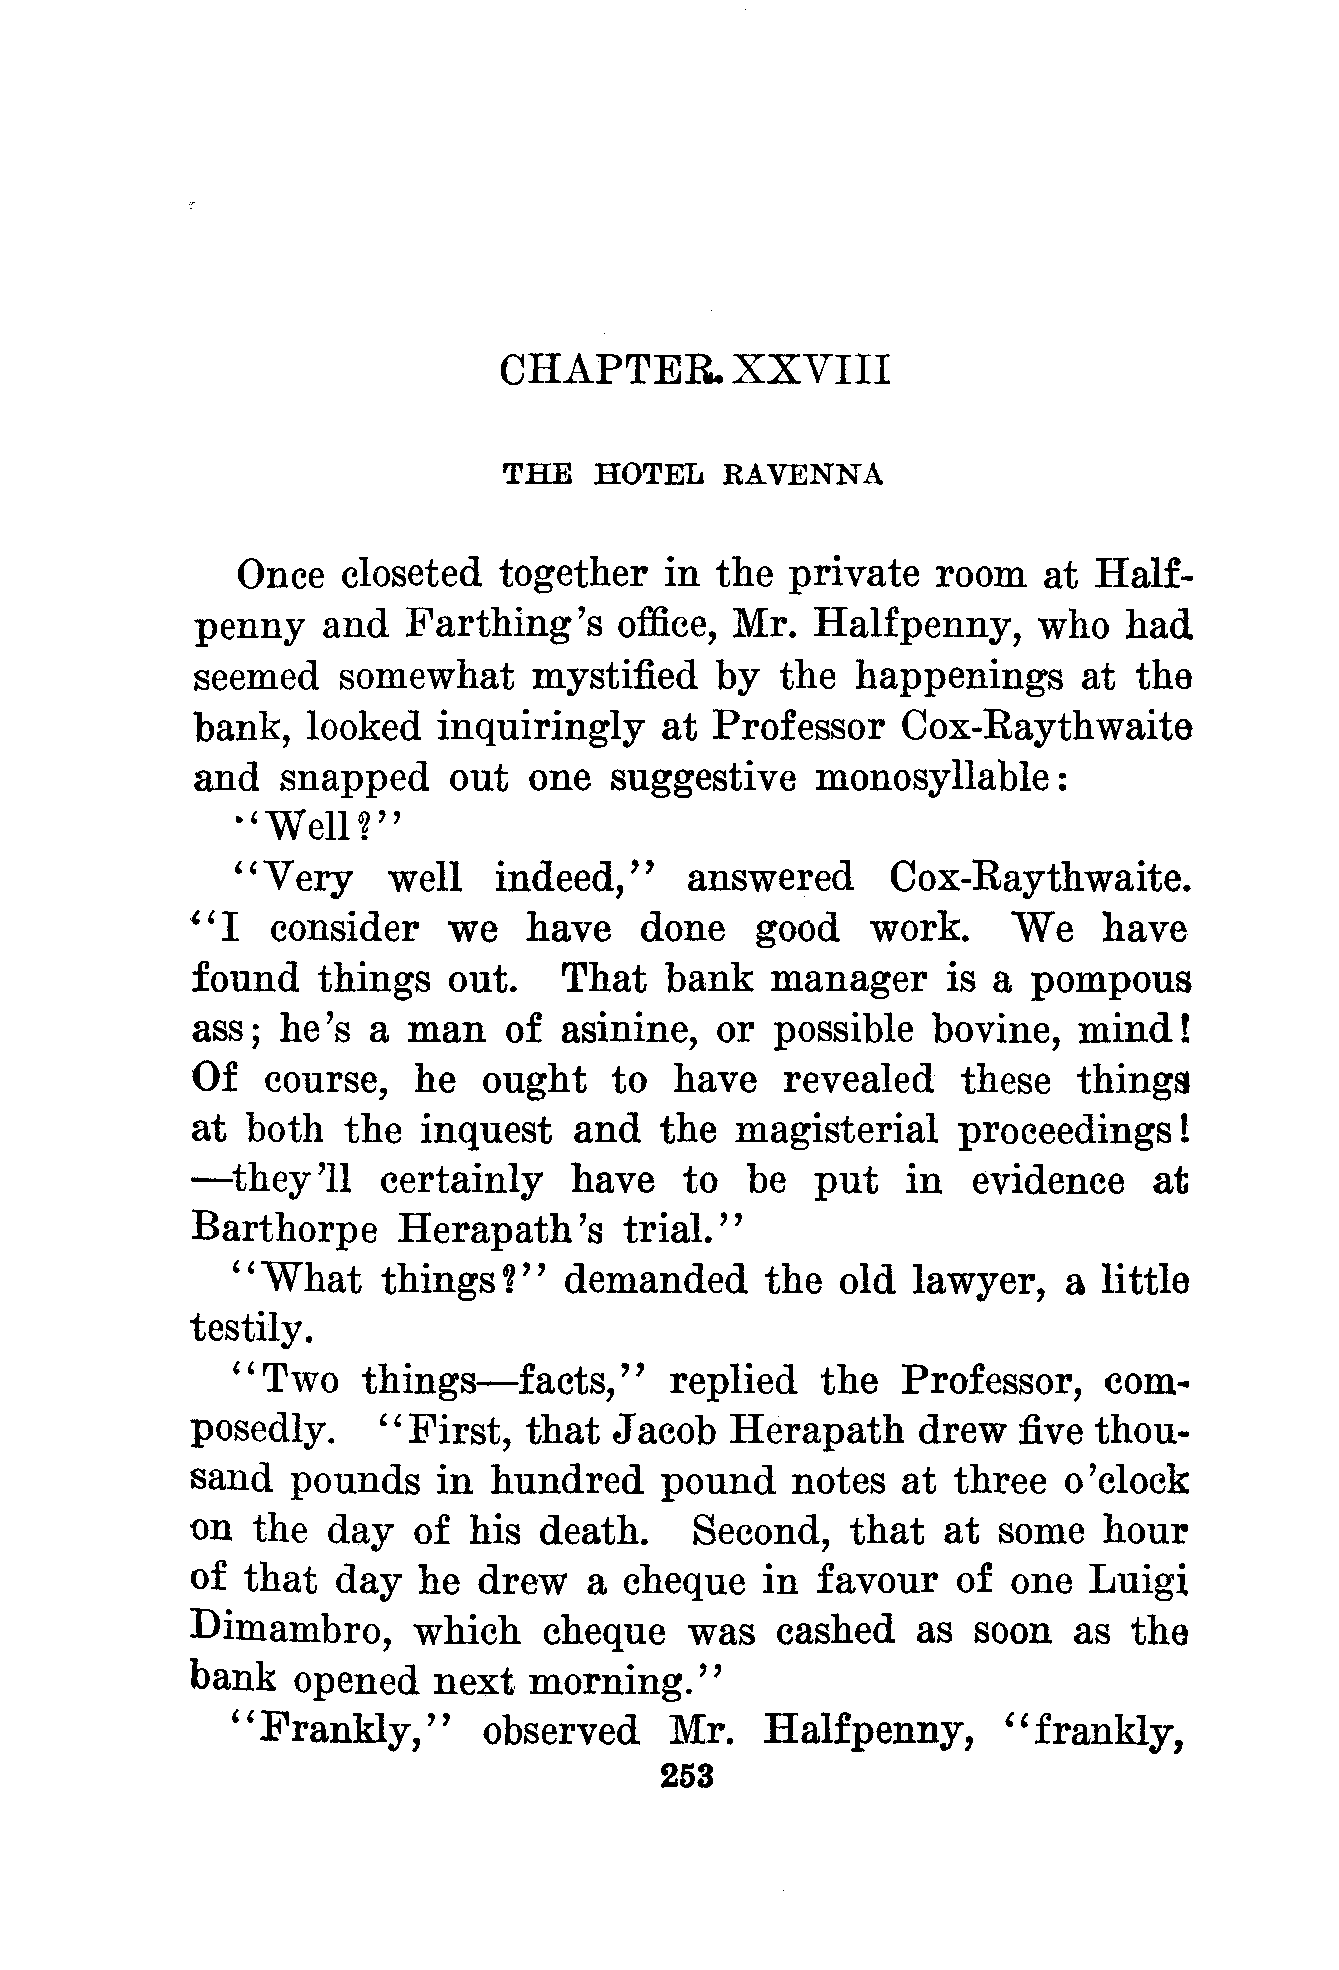 CHAPTER XXVIII
THE HOTEL RAVENNA
Once closeted together in the private room at Half-
penny and Farthing's office, Mr. Halfpenny, who had
seemed somewhat mystified by the happenings at the
bank, looked inquiringly at Professor Cox-Raythwaite
and snapped out one suggestive monosyllable:
"Well?"
"Very well indeed," answered Cox-Raythwaite.
"I consider we have done good work. We have
found things out. That bank manager is a pompous
ass; he's a man of asinine, or possible bovine, mind!
Of course, he ought to have revealed these things
at both the inquest and the magisterial proceedings!
—they'll certainly have to be put in evidence at
Barthorpe Herapath's trial."
"What things?" demanded the old lawyer, a little
testily.
"Two things—facts," replied the Professor, com-
posedly. "First, that Jacob Herapath drew five thou-
sand pounds in hundred pound notes at three o'clock
on the day of his death. Second, that at some hour
of that day he drew a cheque in favour of one Luigi
Dimambro, which cheque was cashed as soon as the
bank opened next morning."
"Frankly," observed Mr. Halfpenny, "frankly,
253